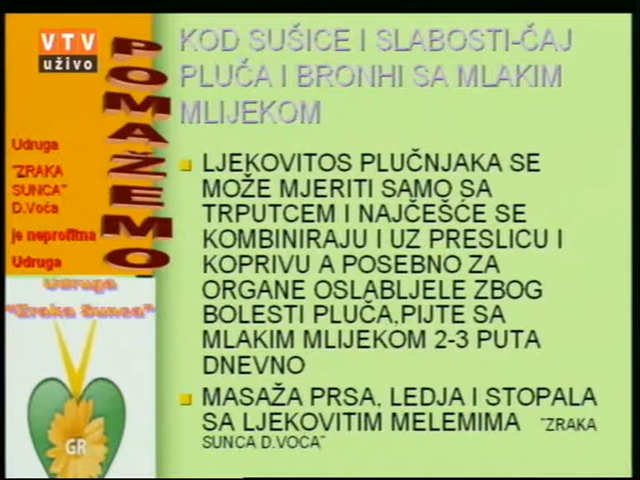 VTV
uživo
POMAŽEMO
Udruga
"ZRAKA
SUNCA"
D.Voća
je neprofitna
Udruga
Udruga
"Zraka Sunca"
GR
KOD SUŠICE I SLABOSTI-ČAJ
PLUČA I BRONHI SA MLAKIM
MLIJEKOM
LJEKOVITOS PLUČNJAKA SE
MOŽE MJERITI SAMO SA
TRPUTCEM I NAJČEŠĆE SE
KOMBINIRAJU I UZ PRESLICU I
KOPRIVU A POSEBNO ZA
ORGANE OSLABLJELE ZBOG
BOLESTI PLUČA,PIJTE SA
MLAKIM MLIJEKOM 2-3 PUTA
DNEVNO
MASAŽA PRSA, LEDJA I STOPALA
SA LJEKOVITIM MELEMIMA "ZRAKA
SUNCA D.VOĆA"